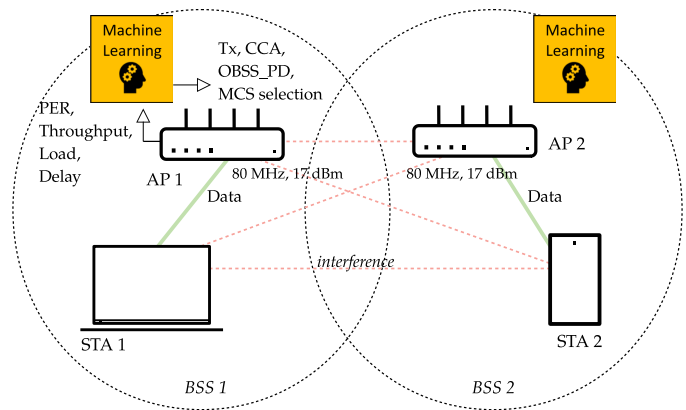 Machine
Learning
Tx, CCA,
OBSS_PD,
MCS selection
Machine
Learning
PER,
Throughput,
Load,
Delay
AP 1
AP 2
80 MHz, 17 dBm
80 MHz, 17 dBm
Data
Data
interference
STA 1
STA 2
BSS 1
BSS 2